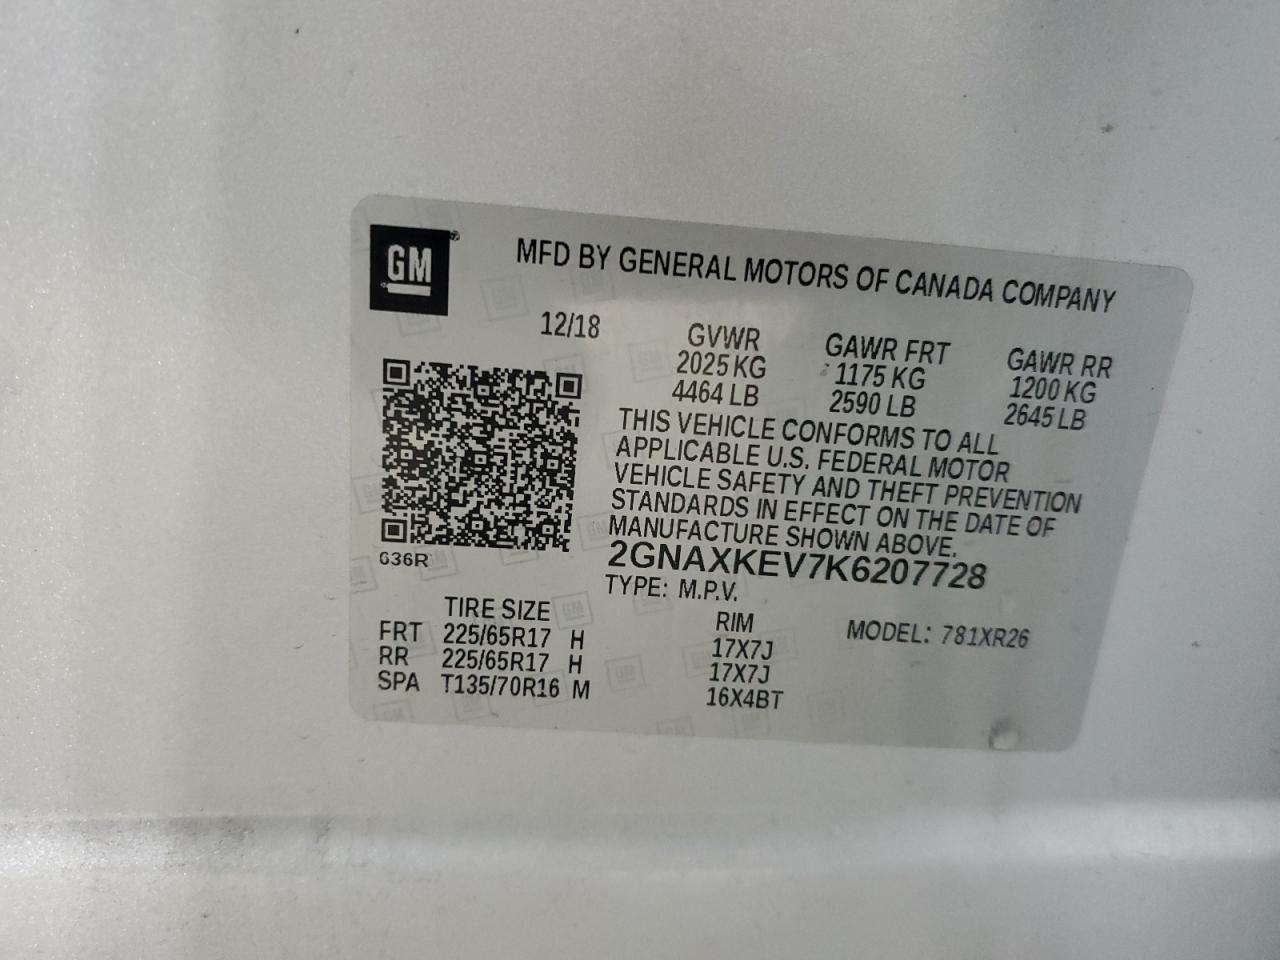 GM
MFD BY GENERAL MOTORS OF CANADA COMPANY
12/18 GVWR GAWR FRT GAWR RR
2025 KG 1175 KG 1200 KG
4464 LB 2590 LB 2645 LB
THIS VEHICLE CONFORMS TO ALL
APPLICABLE U.S. FEDERAL MOTOR
VEHICLE SAFETY AND THEFT PREVENTION
STANDARDS IN EFFECT ON THE DATE OF
MANUFACTURE SHOWN ABOVE.
2GNAXKEV7K6207728
G36R
TYPE: M.P.V.
TIRE SIZE RIM MODEL: 781XR26
FRT 225/65R17 H 17X7J
RR 225/65R17 H 17X7J
SPA T135/70R16 M 16X4BT